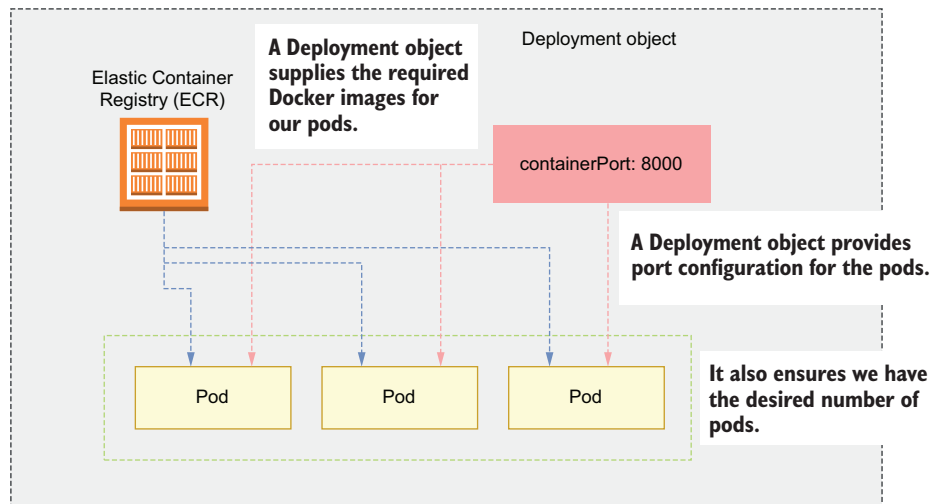 A Deployment object
supplies the required
Docker images for
our pods.
Deployment object
Elastic Container
Registry (ECR)
containerPort: 8000
A Deployment object provides
port configuration for the pods.
Pod
Pod
Pod
It also ensures we have
the desired number of
pods.